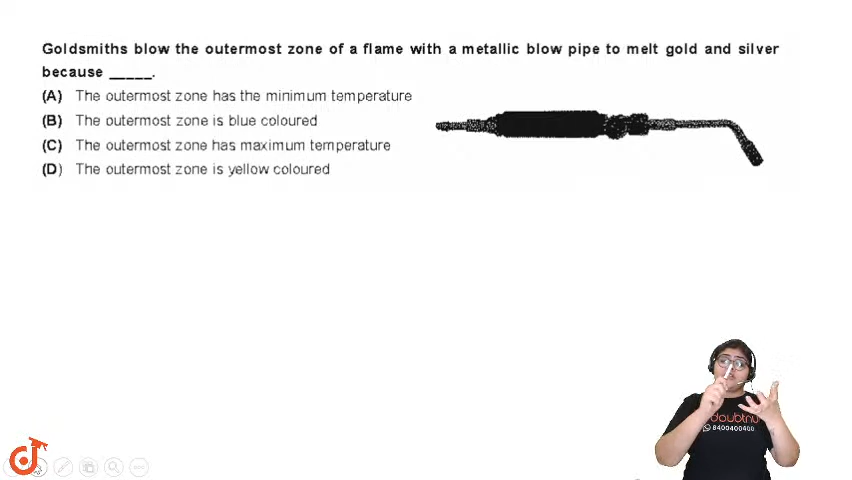 Goldsmiths blow the outermost zone of a flame with a metallic blow pipe to melt gold and silver
because _____.
(A) The outermost zone has the minimum temperature
(B) The outermost zone is blue coloured
(C) The outermost zone has maximum temperature
(D) The outermost zone is yellow coloured
doubtnu
8400400400